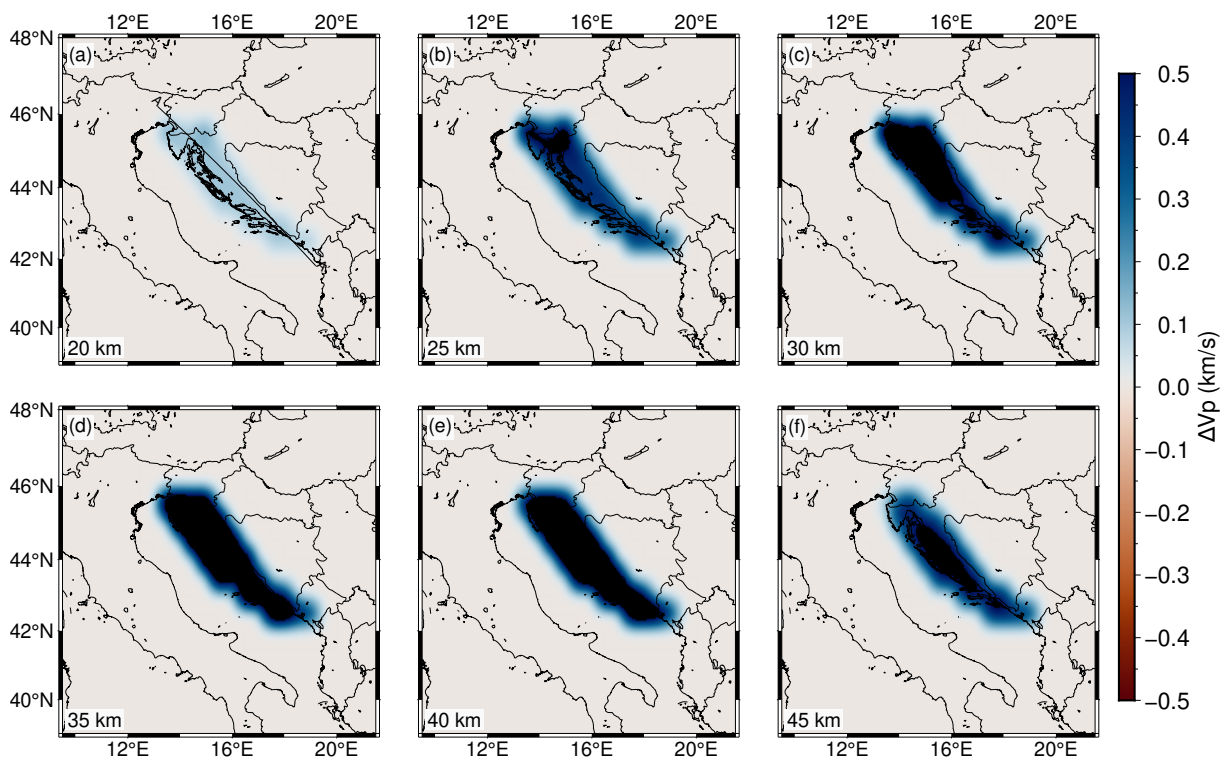 12°E 16°E 20°E 12°E 16°E 20°E 12°E 16°E 20°E
48°N (a) (b) (c)
0.5
46°N
0.4
0.3
44°N
0.2
42°N
0.1
40°N
20 km 25 km 30 km
0.0
ΔVp (km/s)
48°N (d) (e) (f)
−0.1
46°N
−0.2
44°N
−0.3
42°N
−0.4
40°N
−0.5
35 km 40 km 45 km
12°E 16°E 20°E 12°E 16°E 20°E 12°E 16°E 20°E